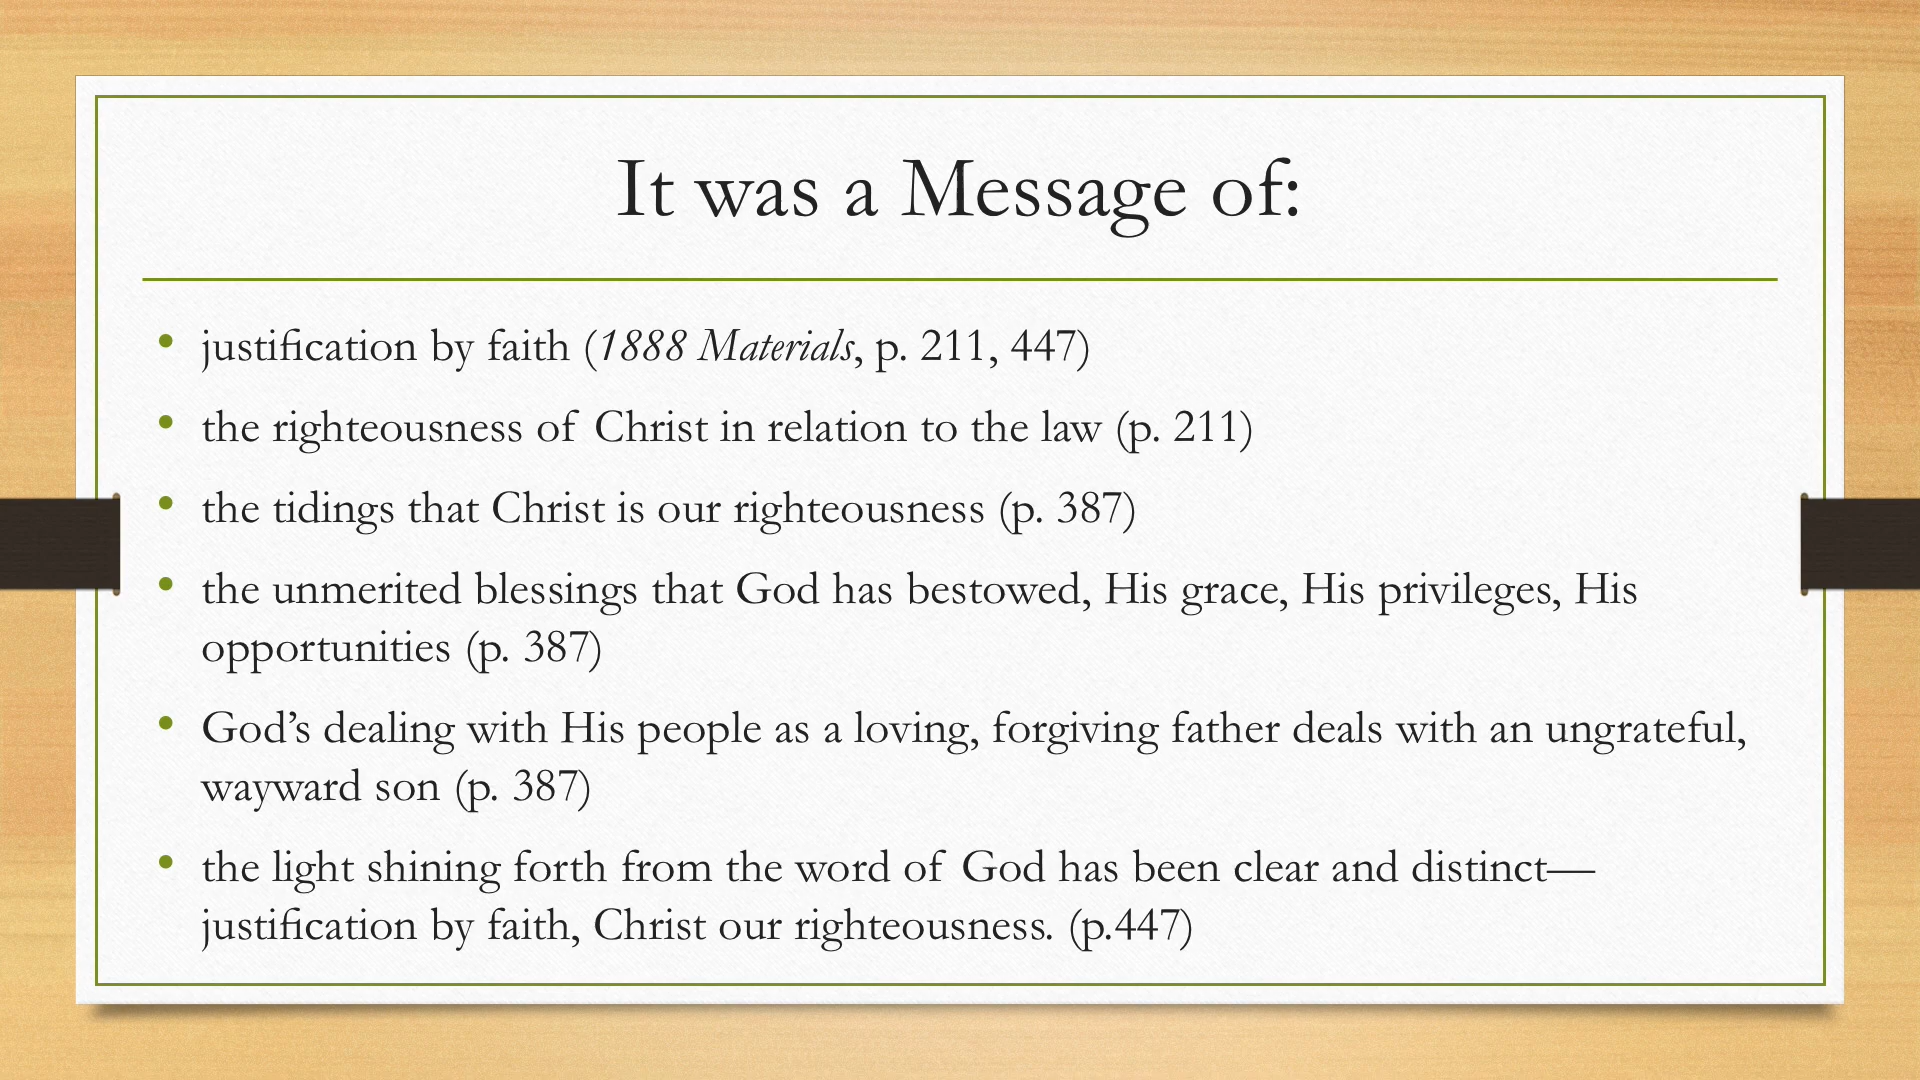 It was a Message of:
• justification by faith (1888 Materials, p. 211, 447)
• the righteousness of Christ in relation to the law (p. 211)
• the tidings that Christ is our righteousness (p. 387)
• the unmerited blessings that God has bestowed, His grace, His privileges, His
opportunities (p. 387)
• God’s dealing with His people as a loving, forgiving father deals with an ungrateful,
wayward son (p. 387)
• the light shining forth from the word of God has been clear and distinct—
justification by faith, Christ our righteousness. (p.447)